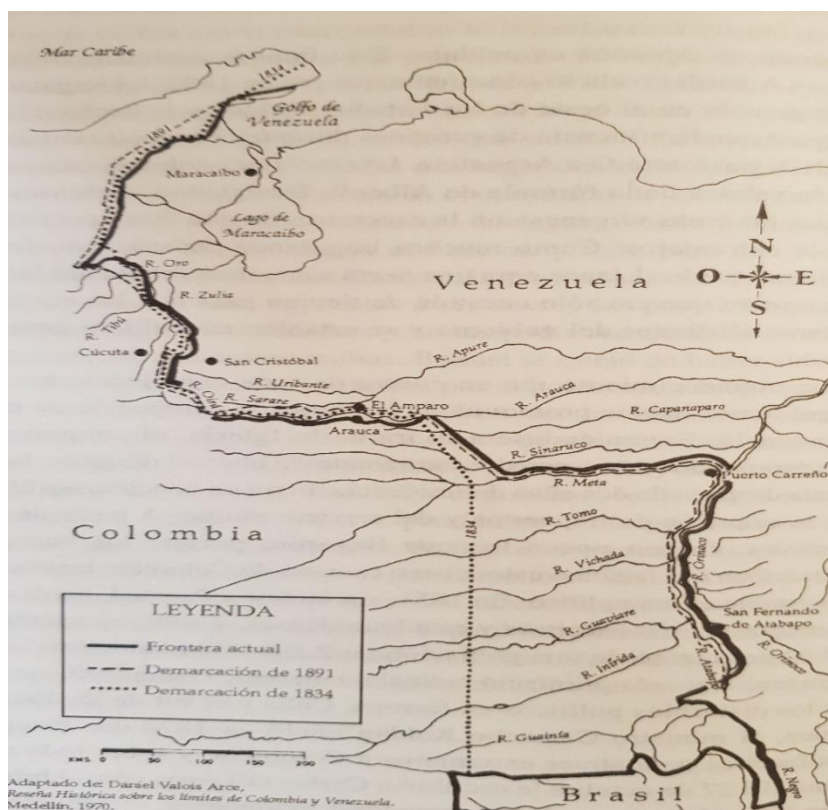 Mar Caribe
1834
1891
Golfo de
Venezuela
Maracaibo
Lago de
Maracaibo
R. Oro
R. Zulia
R. Tibú
Cúcuta
San Cristóbal
R. Uribante
R. Sarare
El Amparo
Arauca
Venezuela
N
O
E
S
R. Apure
R. Arauca
R. Capanaparo
R. Sinaruco
R. Meta
Puerto Carreño
R. Tomo
1834
R. Vichada
R. Orinoco
Colombia
San Fernando
de Atabapo
R. Guaviare
R. Atabapo
R. Orinoco
R. Inírida
R. Guainía
R. Negro
Brasil
LEYENDA
Frontera actual
Demarcación de 1891
Demarcación de 1834
KMS. 0 50 100 150 200
Adaptado de: Daniel Valois Arce,
Reseña Histórica sobre los límites de Colombia y Venezuela.
Medellín, 1970.